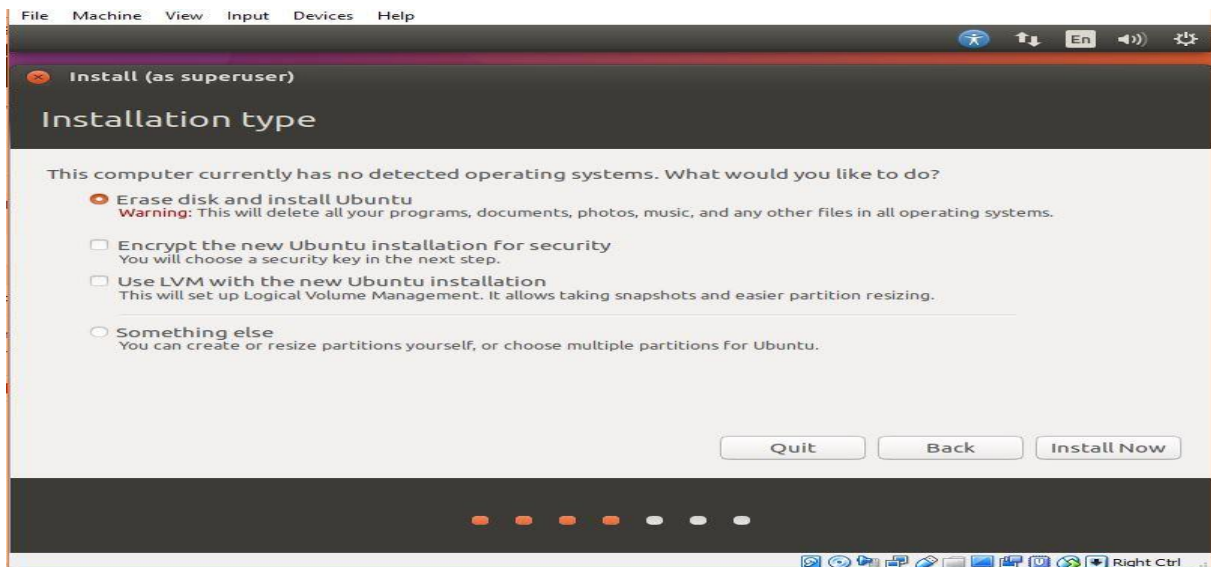 File Machine View Input Devices Help
En
Install (as superuser)
Installation type
This computer currently has no detected operating systems. What would you like to do?
Erase disk and install Ubuntu
Warning: This will delete all your programs, documents, photos, music, and any other files in all operating systems.
Encrypt the new Ubuntu installation for security
You will choose a security key in the next step.
Use LVM with the new Ubuntu installation
This will set up Logical Volume Management. It allows taking snapshots and easier partition resizing.
Something else
You can create or resize partitions yourself, or choose multiple partitions for Ubuntu.
Quit Back Install Now
Right Ctrl